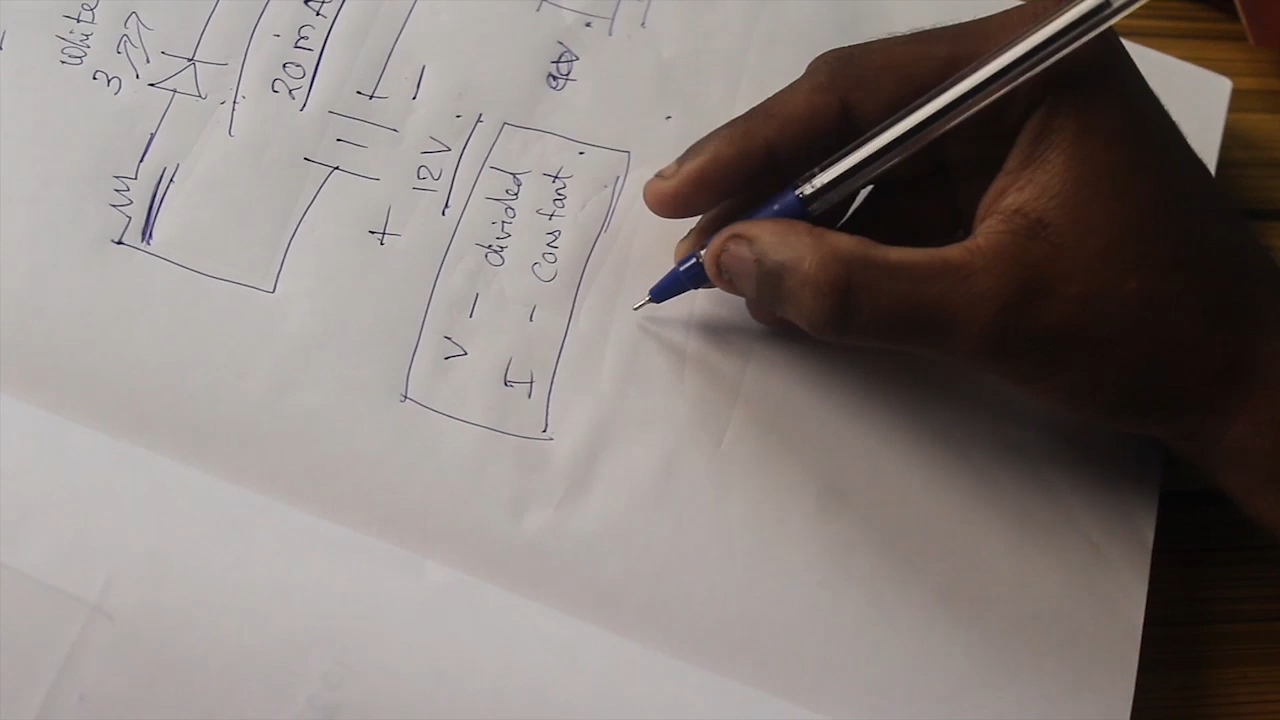 White
3
20mA
12V
+
-
V - divided
I - Constant